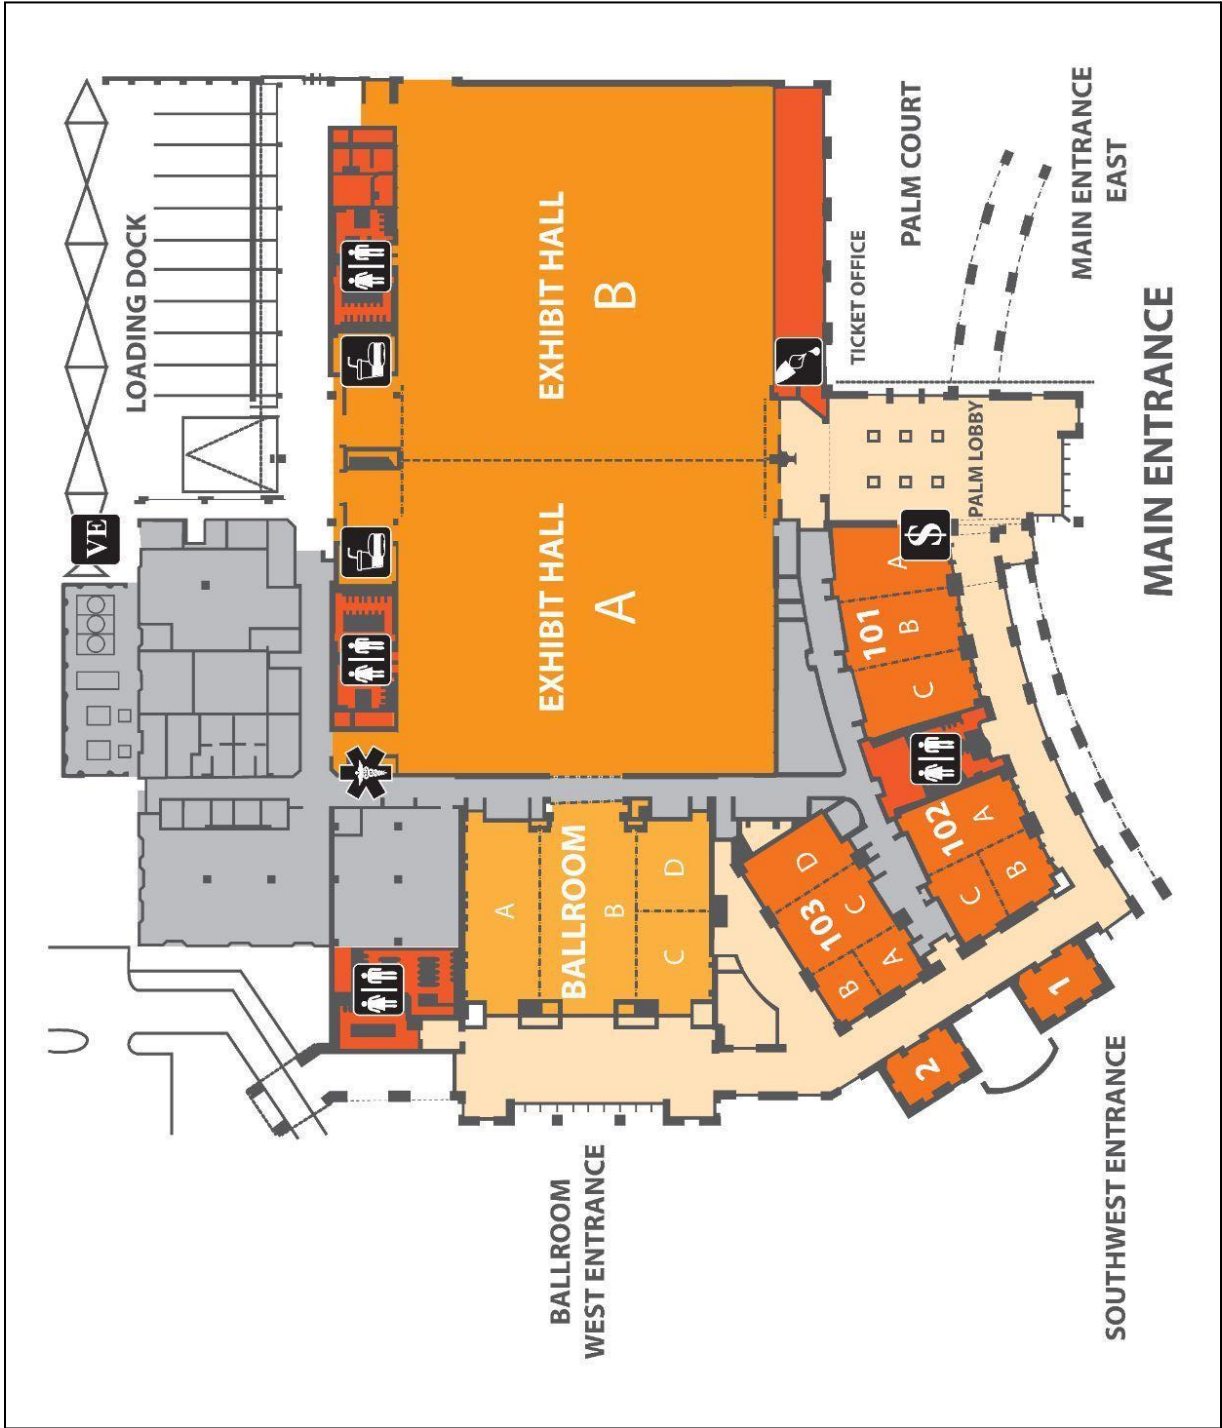 LOADING DOCK
VE
EXHIBIT HALL
A
EXHIBIT HALL
B
BALLROOM
A
B
C
D
BALLROOM
WEST ENTRANCE
103
A
B
C
D
102
A
B
C
101
A
B
C
$
1
2
SOUTHWEST ENTRANCE
PALM LOBBY
TICKET OFFICE
PALM COURT
MAIN ENTRANCE
EAST
MAIN ENTRANCE